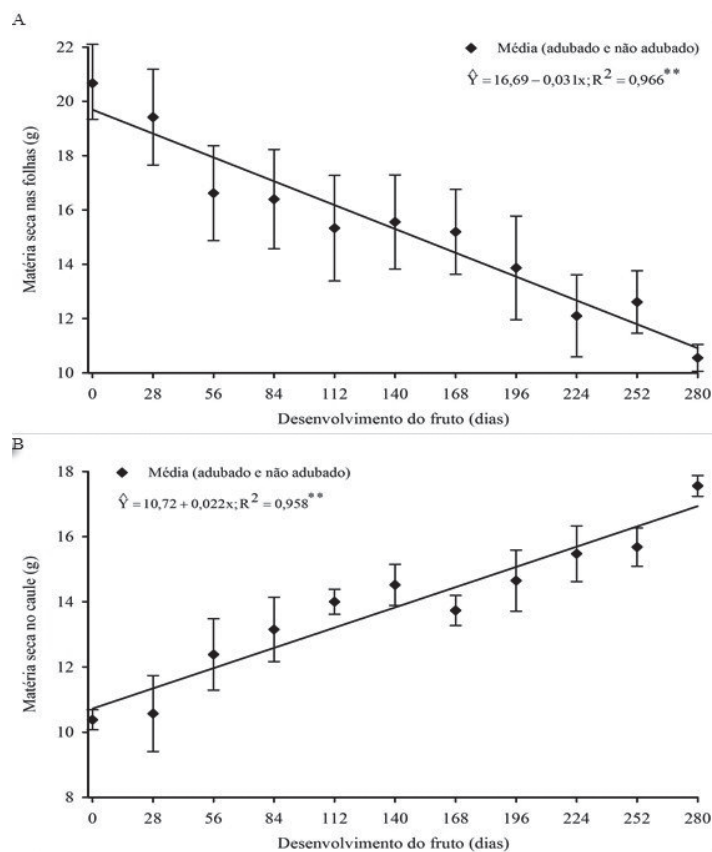 A
22
20
18
16
14
12
10
Matéria seca nas folhas (g)
Média (adubado e não adubado)
Ŷ = 16,69 – 0,031x; R² = 0,966**
0 28 56 84 112 140 168 196 224 252 280
Desenvolvimento do fruto (dias)
B
18
16
14
12
10
8
Matéria seca no caule (g)
Média (adubado e não adubado)
Ŷ = 10,72 + 0,022x; R² = 0,958**
0 28 56 84 112 140 168 196 224 252 280
Desenvolvimento do fruto (dias)